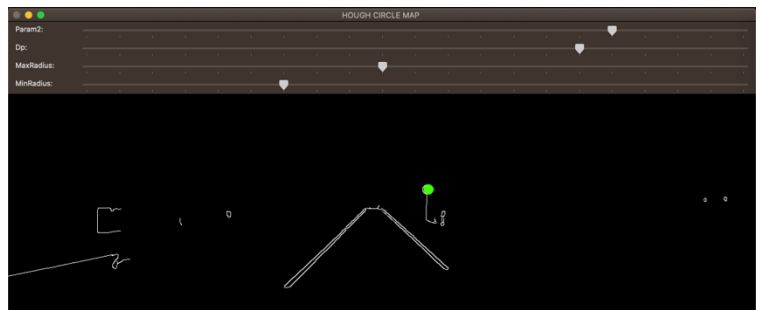 HOUGH CIRCLE MAP
Param2:
Dp:
MaxRadius:
MinRadius: